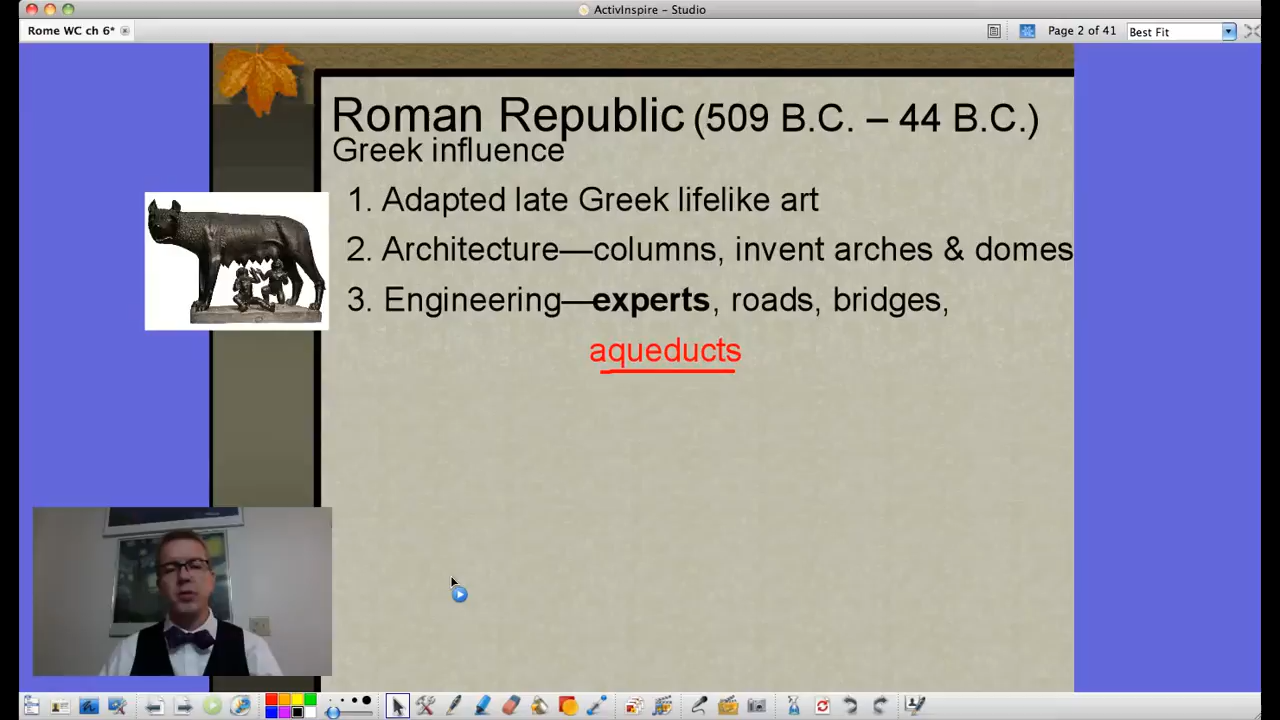 ActivInspire – Studio
Rome WC ch 6*
Page 2 of 41
Best Fit
Roman Republic (509 B.C. – 44 B.C.)
Greek influence
1. Adapted late Greek lifelike art
2. Architecture—columns, invent arches & domes
3. Engineering—experts, roads, bridges,
aqueducts